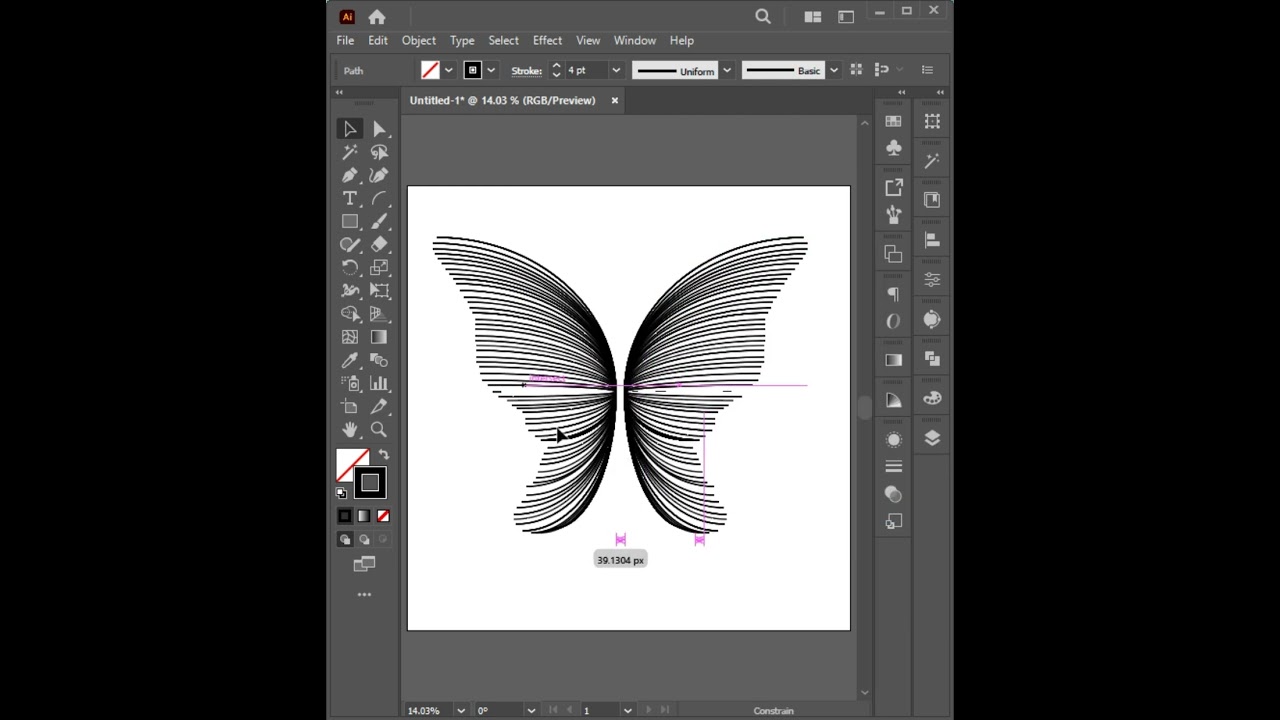 Ai
File Edit Object Type Select Effect View Window Help
Path Stroke: 4 pt Uniform Basic
Untitled-1* @ 14.03 % (RGB/Preview) ×
39.1304 px
14.03% 0° 1 Constrain